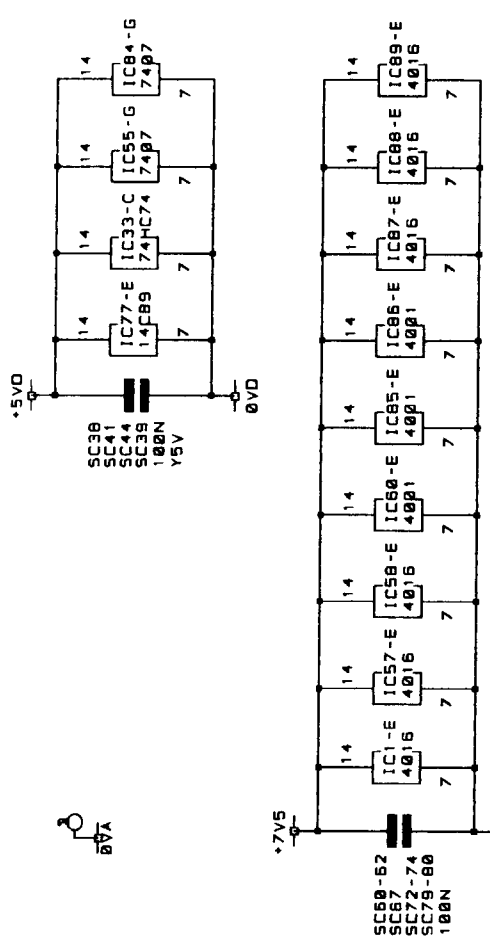 +5VD
SC38
SC41
SC44
SC39
100N
Y5V
0VD
14
IC77-E
14C89
7
14
IC33-C
74HC74
7
14
IC55-G
7407
7
14
IC84-G
7407
7
0VA
+7V5
SC60-62
SC67
SC72-74
SC79-80
100N
14
IC1-E
4016
7
14
IC57-E
4016
7
14
IC58-E
4016
7
14
IC60-E
4001
7
14
IC85-E
4001
7
14
IC86-E
4001
7
14
IC87-E
4016
7
14
IC88-E
4016
7
14
IC89-E
4016
7